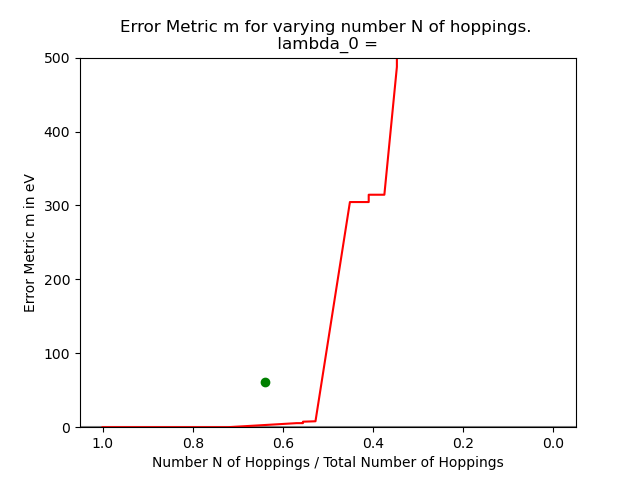 Error Metric m for varying number N of hoppings.
lambda_0 =
500
400
300
200
100
0
Error Metric m in eV
1.0 0.8 0.6 0.4 0.2 0.0
Number N of Hoppings / Total Number of Hoppings